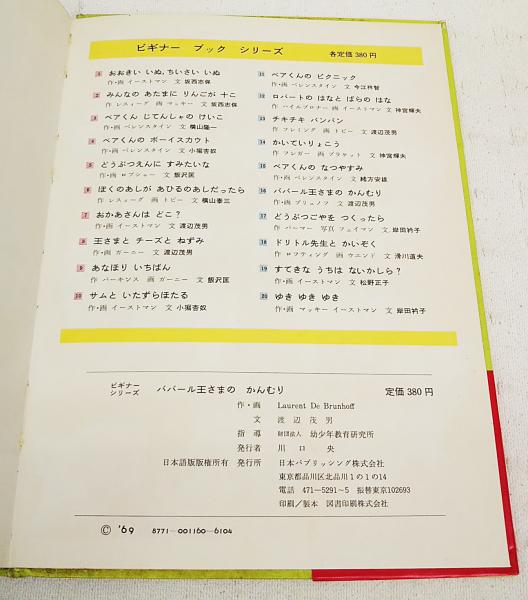 ビギナー ブック シリーズ 各定価 380 円
1 おおきい いぬ, ちいさい いぬ
作・画 イーストマン 文 坂西志保
2 みんなの あたまに りんごが 十こ
作 レスィーグ 画 マッキー 文 坂西志保
3 ベアくん じてんしゃの けいこ
作・画 ベレンスタイン 文 横山隆一
4 ベアくんの ボーイスカウト
作・画 ベレンスタイン 文 小堀杏奴
5 どうぶつえんに すみたいな
作・画 ロプシャー 文 飯沢匡
6 ぼくのあしが あひるのあしだったら
作 レスィーグ 画 トビー 文 横山泰三
7 おかあさんは どこ?
作・画 イーストマン 文 渡辺茂男
8 王さまと チーズと ねずみ
作・画 ガーニー 文 渡辺茂男
9 あなほり いちばん
作 パーキンス 画 ガーニー 文 飯沢匡
10 サムと いたずらほたる
作・画 イーストマン 文 小堀杏奴
11 ベアくんの ピクニック
作・画 ベレンスタイン 文 今江祥智
12 ロバートの はなと ばらの はな
作・画 ハイルブロナー 画 イーストマン 文 神宮輝夫
13 チキチキ バンバン
作 フレミング 画 トビー 文 渡辺茂男
14 かいていりょこう
作 フレガー 画 ブラケット 文 神宮輝夫
15 ベアくんの なつやすみ
作・画 ベレンスタイン 文 緒方安雄
16 ババール王さまの かんむり
作・画 ブリュノフ 文 渡辺茂男
17 どうぶつごやを つくったら
作 パーマー 写真 フェイマン 文 岸田衿子
18 ドリトル先生と かいぞく
作 ロフティング 画 ウエンド 文 滑川道夫
19 すてきな うちは ないかしら?
作・画 イーストマン 文 松野正子
20 ゆき ゆき ゆき
作・画 マッキー イーストマン 文 岸田衿子
ビギナー シリーズ ババール王さまの かんむり 定価 380 円
作・画 Laurent De Brunhoff
文 渡辺茂男
指導 財団法人 幼少年教育研究所
発行者 川口 央
日本語版版権所有 発行所 日本パブリッシング株式会社
東京都品川区北品川1の1の14
電話 471—5291~5 振替東京102693
印刷/製本 図書印刷株式会社
© '69 8771—001160—6104